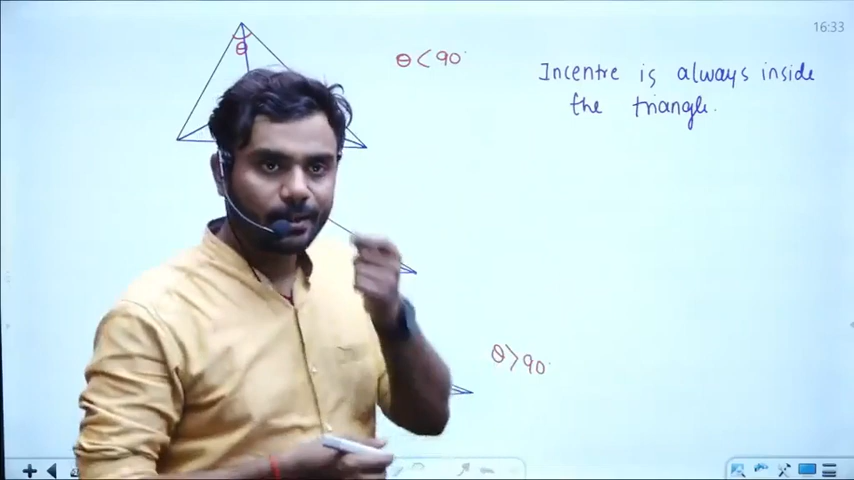 16:33
θ
θ<90°
Incentre is always inside
the triangle.
θ>90°